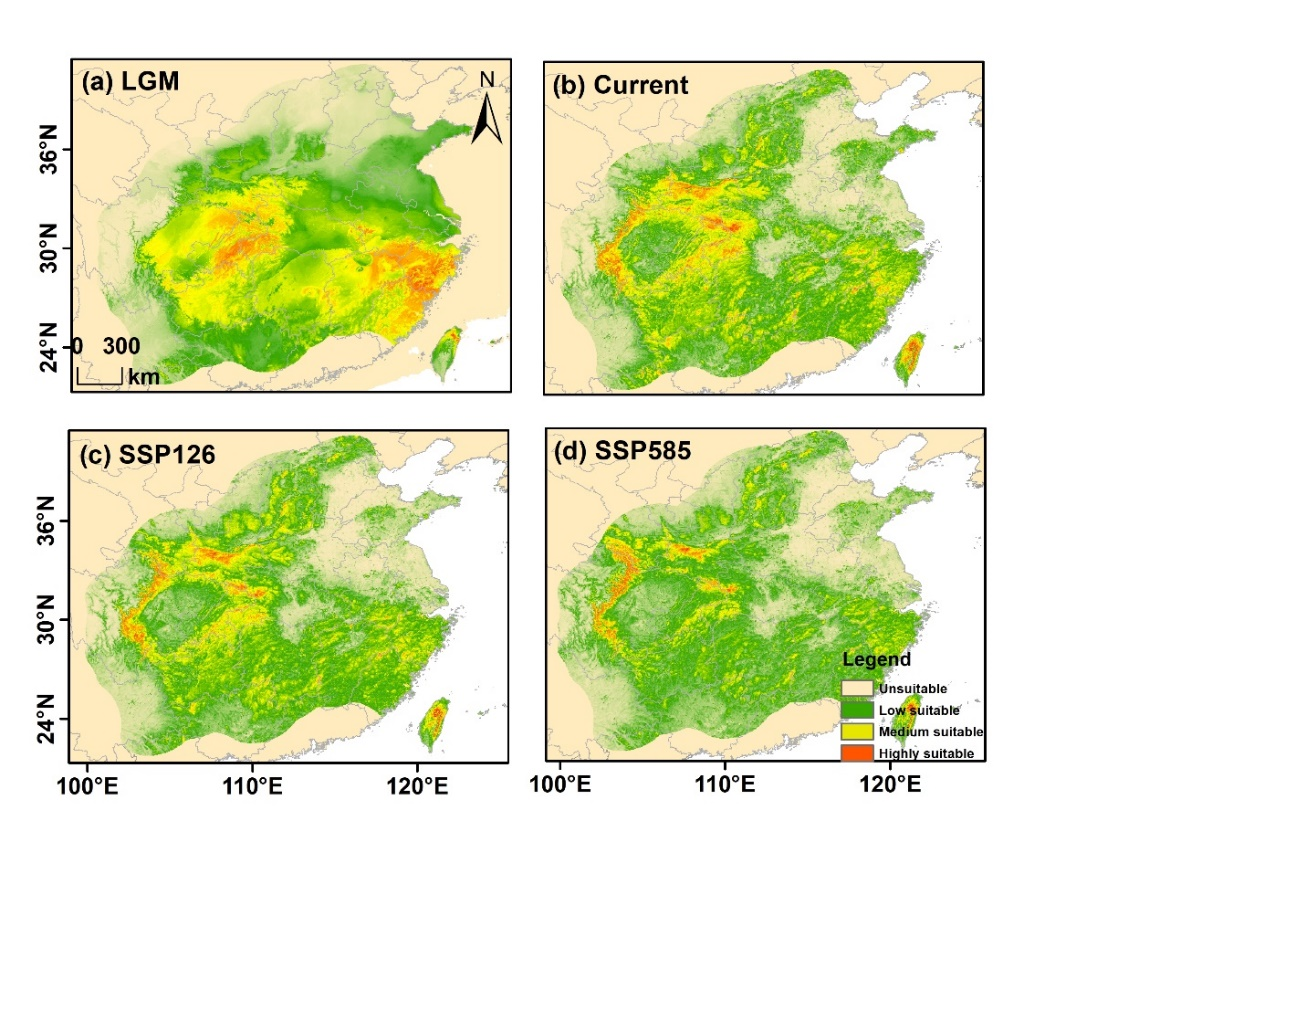 (a) LGM
N
(b) Current
36°N
30°N
24°N
0 300
km
(c) SSP126
(d) SSP585
36°N
30°N
24°N
Legend
Unsuitable
Low suitable
Medium suitable
Highly suitable
100°E 110°E 120°E
100°E 110°E 120°E